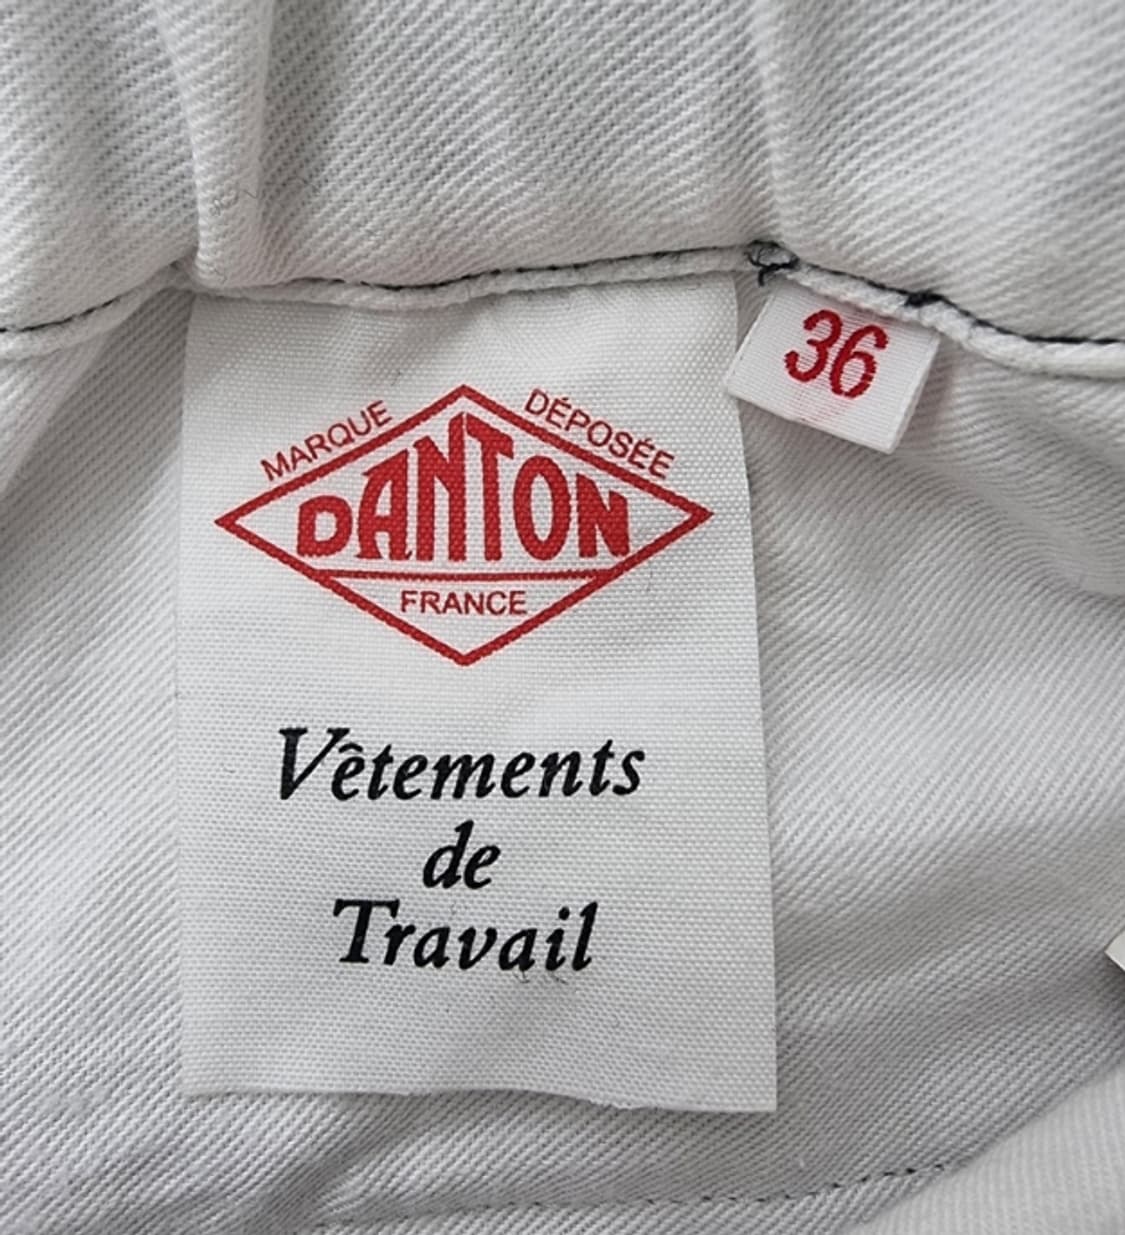 MARQUE DÉPOSÉE
DANTON
FRANCE
36
Vêtements
de
Travail